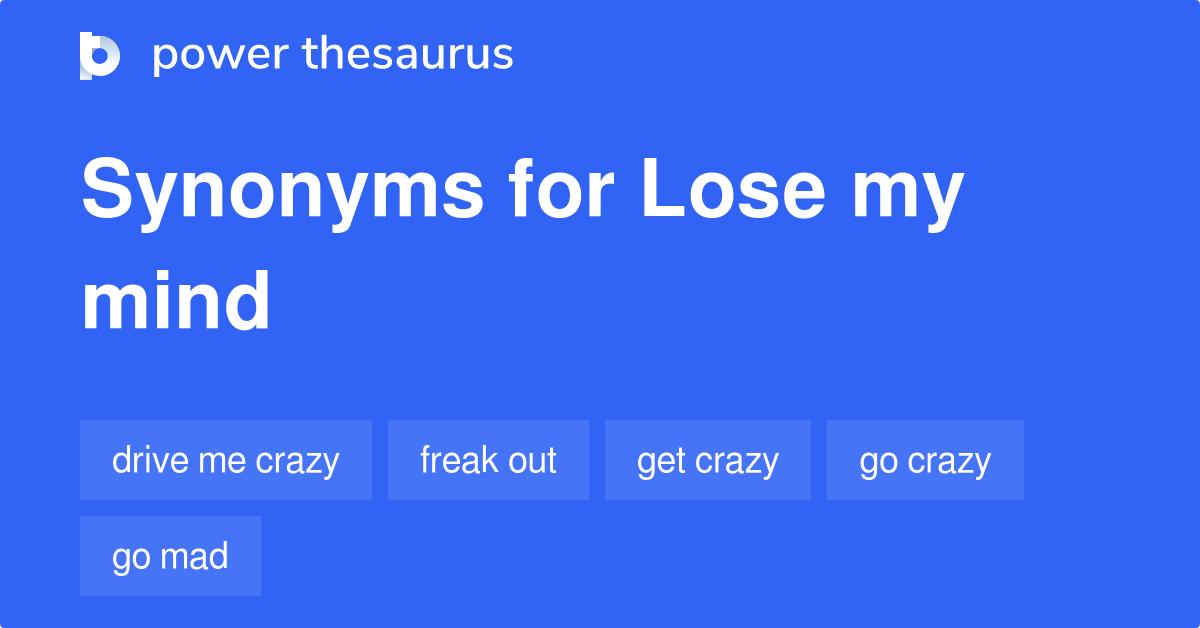 power thesaurus
Synonyms for Lose my
mind
drive me crazy freak out get crazy go crazy
go mad